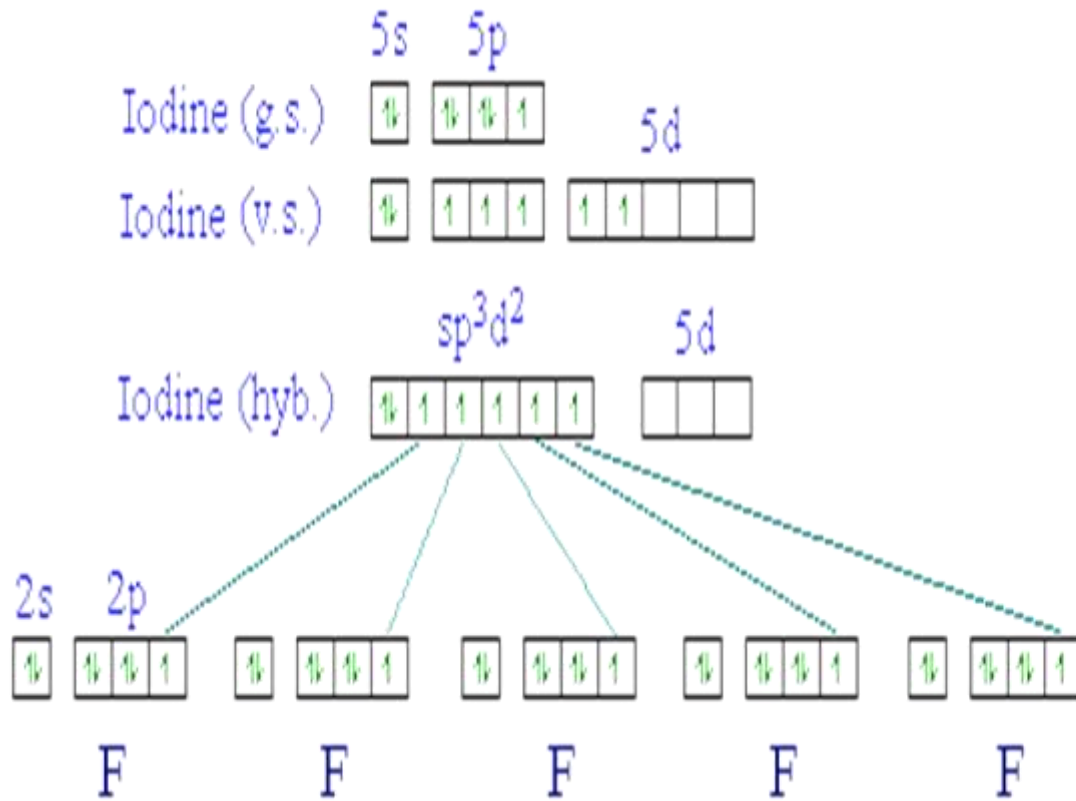 5s 5p
Iodine (g.s.)
5d
Iodine (v.s.)
sp³d² 5d
Iodine (hyb.)
2s 2p
F F F F F